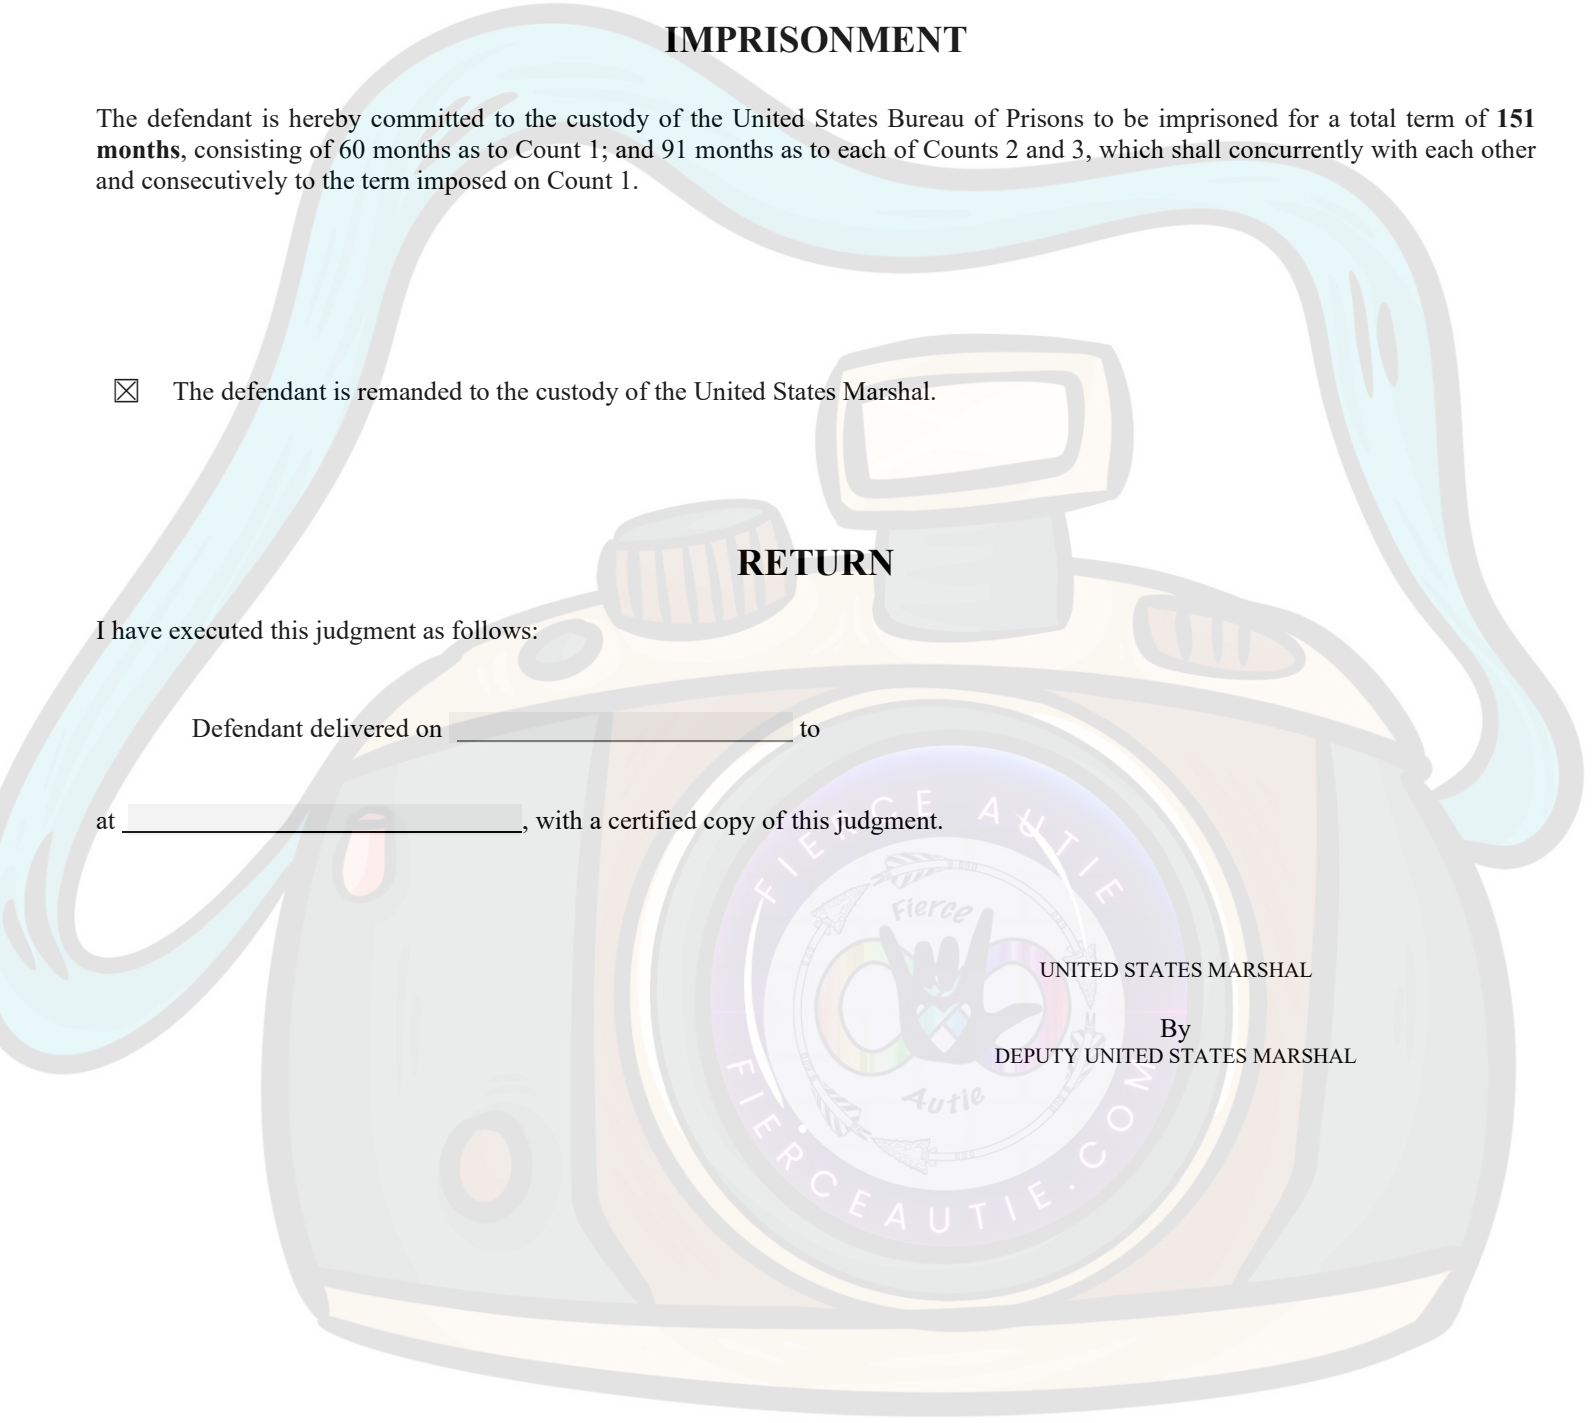 IMPRISONMENT
The defendant is hereby committed to the custody of the United States Bureau of Prisons to be imprisoned for a total term of 151
months, consisting of 60 months as to Count 1; and 91 months as to each of Counts 2 and 3, which shall concurrently with each other
and consecutively to the term imposed on Count 1.
☒ The defendant is remanded to the custody of the United States Marshal.
RETURN
I have executed this judgment as follows:
Defendant delivered on ____________________ to
at ____________________, with a certified copy of this judgment.
FIERCE AUTIE
Fierce
UNITED STATES MARSHAL
By
DEPUTY UNITED STATES MARSHAL
Autie
FIERCEAUTIE.COM